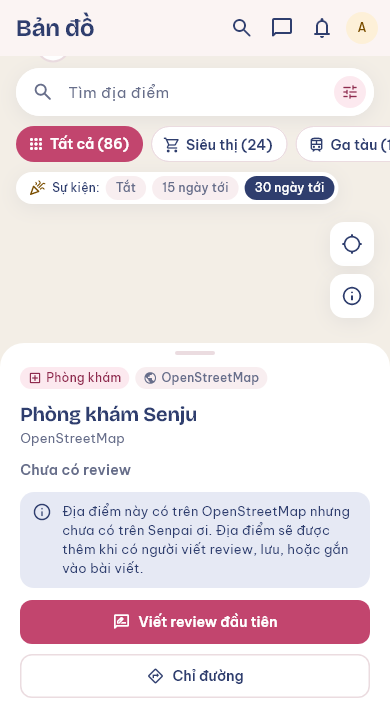 Bản đồ
A
Tìm địa điểm
Tất cả (86)
Siêu thị (24)
Ga tàu (1
Sự kiện:
Tắt
15 ngày tới
30 ngày tới
Phòng khám
OpenStreetMap
Phòng khám Senju
OpenStreetMap
Chưa có review
Địa điểm này có trên OpenStreetMap nhưng
chưa có trên Senpai ơi. Địa điểm sẽ được
thêm khi có người viết review, lưu, hoặc gắn
vào bài viết.
Viết review đầu tiên
Chỉ đường